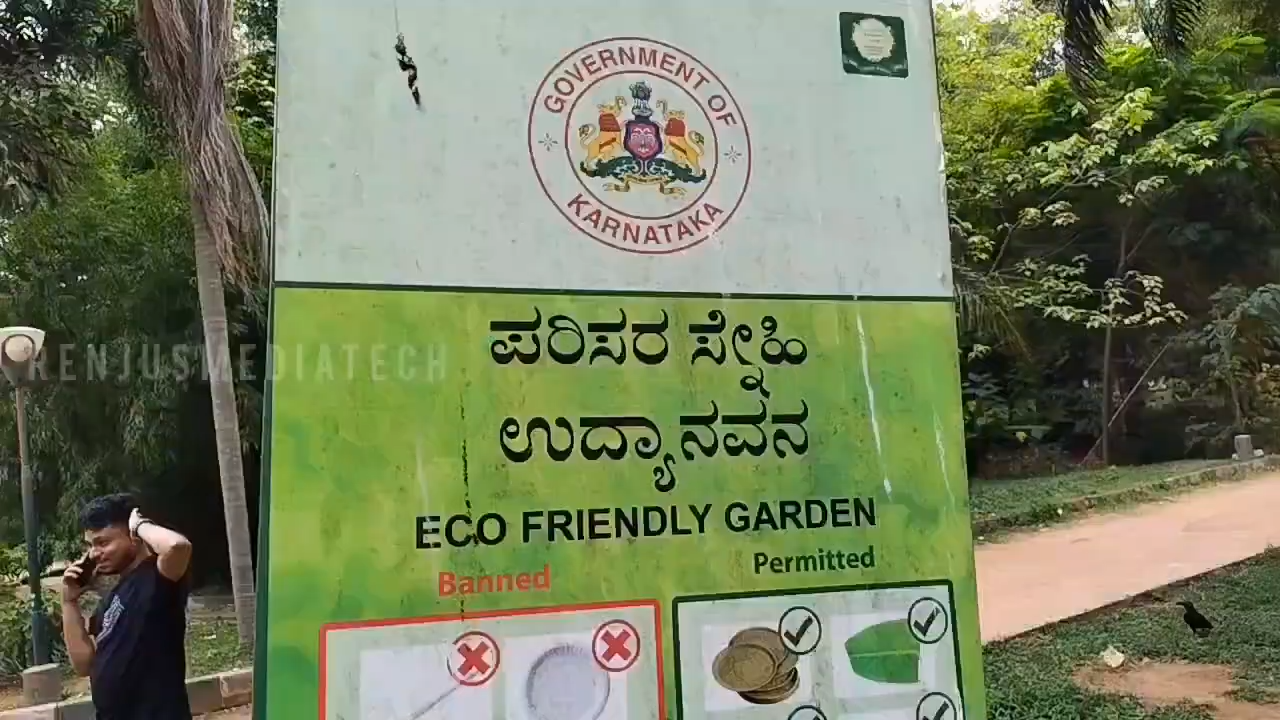 GOVERNMENT OF
KARNATAKA
ಪರಿಸರ ಸ್ನೇಹಿ
RENJUSMEDIATECH
ಉದ್ಯಾನವನ
ECO FRIENDLY GARDEN
Banned
Permitted